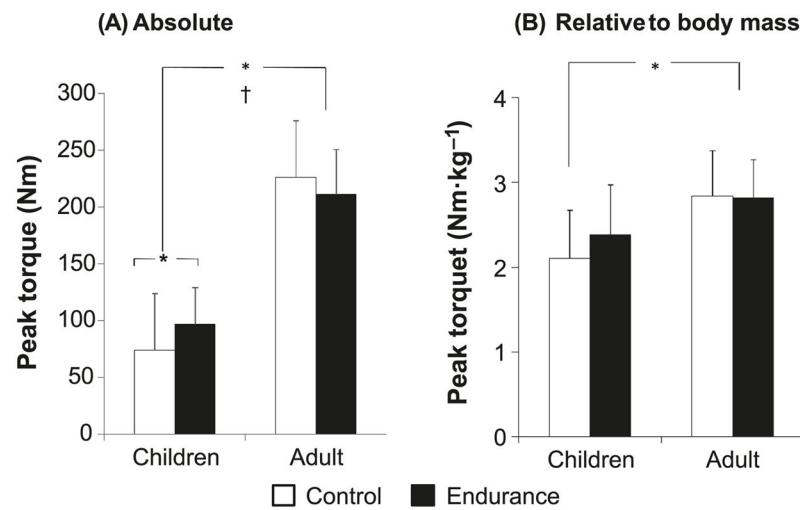 (A) Absolute
(B) Relative to body mass
*
†
*
*
Peak torque (Nm)
300
250
200
150
100
50
0
Children
Adult
Peak torquet (Nm·kg⁻¹)
4
3
2
1
0
Children
Adult
Control
Endurance